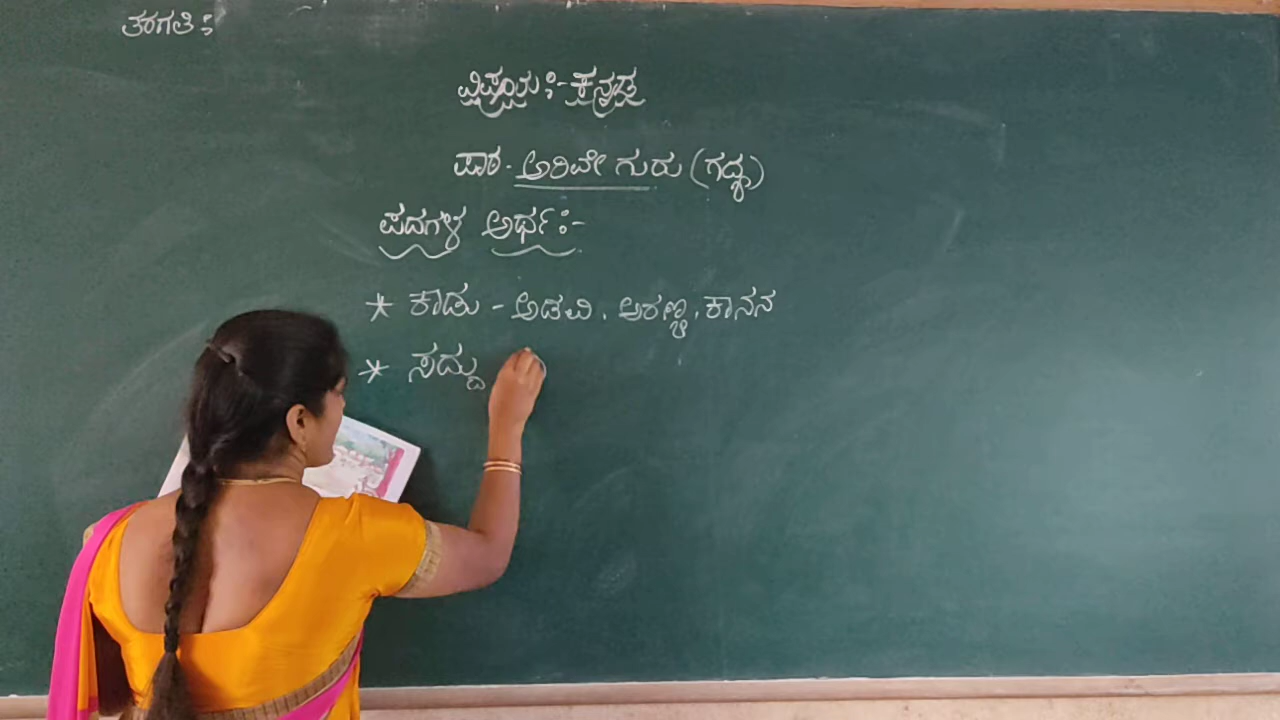 ತರಗತಿ :
ವಿಷಯ :- ಕನ್ನಡ
ಪಾಠ - ಅರಿವೇ ಗುರು (ಗದ್ಯ)
ಪದಗಳ ಅರ್ಥ :-
* ಕಾಡು - ಅಡವಿ, ಅರಣ್ಯ, ಕಾನನ
* ಸದ್ದು